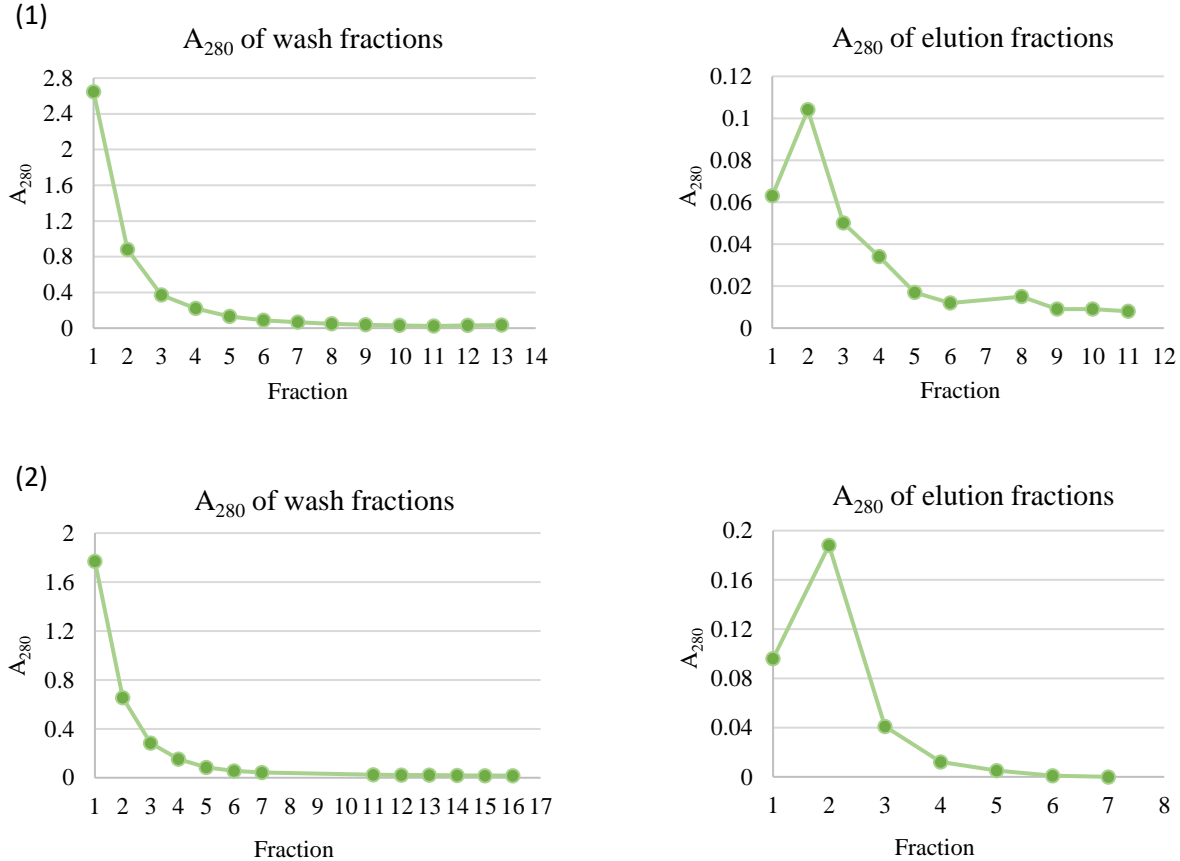 (1)
A₂₈₀ of wash fractions
2.8
2.4
2
1.6
1.2
0.8
0.4
0
A₂₈₀
1 2 3 4 5 6 7 8 9 10 11 12 13 14
Fraction
A₂₈₀ of elution fractions
0.12
0.1
0.08
0.06
0.04
0.02
0
A₂₈₀
1 2 3 4 5 6 7 8 9 10 11 12
Fraction
(2)
A₂₈₀ of wash fractions
2
1.6
1.2
0.8
0.4
0
A₂₈₀
1 2 3 4 5 6 7 8 9 10 11 12 13 14 15 16 17
Fraction
A₂₈₀ of elution fractions
0.2
0.16
0.12
0.08
0.04
0
A₂₈₀
1 2 3 4 5 6 7 8
Fraction